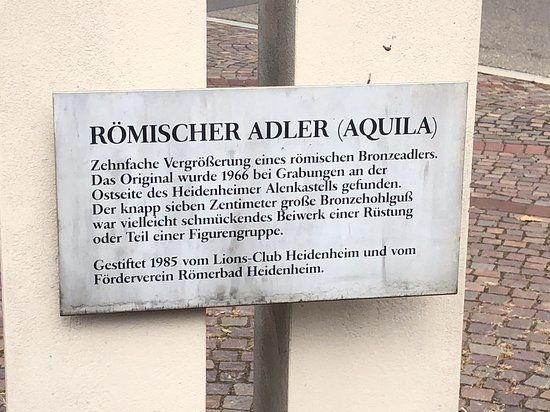 RÖMISCHER ADLER (AQUILA)
Zehnfache Vergrößerung eines römischen Bronzeadlers.
Das Original wurde 1966 bei Grabungen an der
Ostseite des Heidenheimer Alenkastells gefunden.
Der knapp sieben Zentimeter große Bronzehohlguß
war vielleicht schmückendes Beiwerk einer Rüstung
oder Teil einer Figurengruppe.
Gestiftet 1985 vom Lions-Club Heidenheim und vom
Förderverein Römerbad Heidenheim.